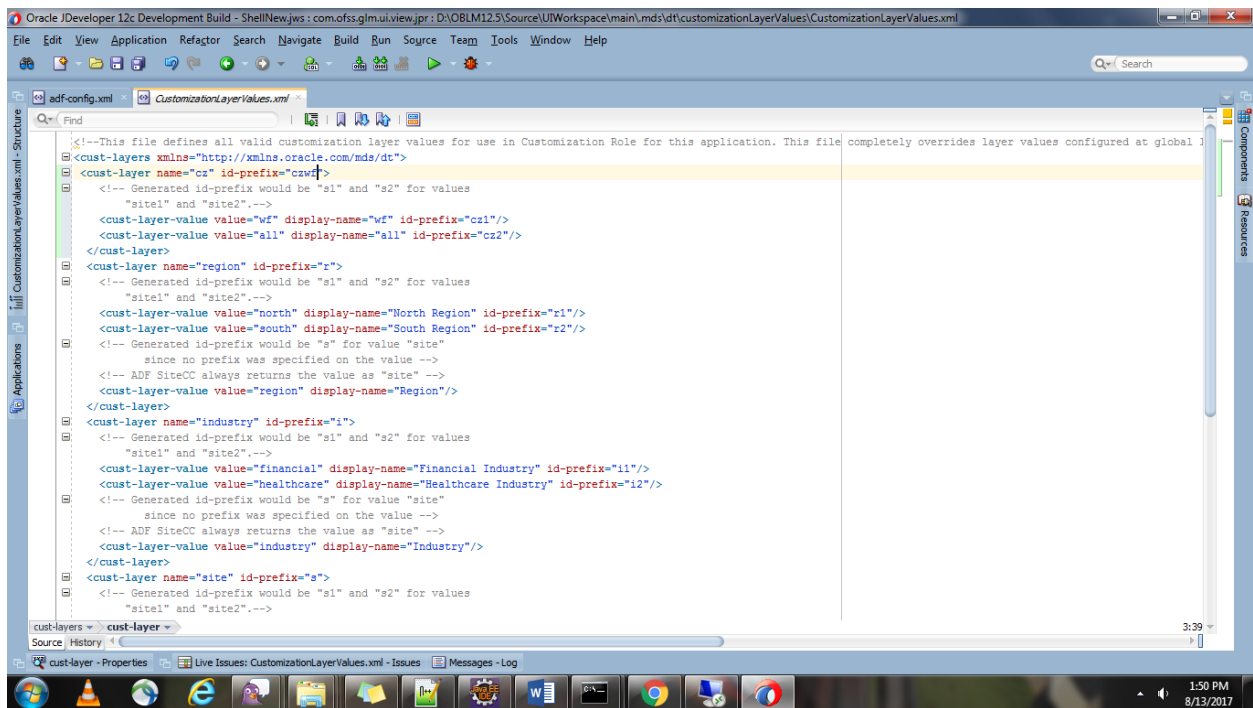 Oracle JDeveloper 12c Development Build - ShellNew.jws : com.ofss.glm.ui.view.jpr : D:\OBLM12.5\Source\UIWorkspace\main\.mds\dt\customizationLayerValues\CustomizationLayerValues.xml
File Edit View Application Refactor Search Navigate Build Run Source Team Tools Window Help
Search
adf-config.xml CustomizationLayerValues.xml
Find
<!--This file defines all valid customization layer values for use in Customization Role for this application. This file completely overrides layer values configured at global l
<cust-layers xmlns="http://xmlns.oracle.com/mds/dt">
<cust-layer name="cz" id-prefix="czwf">
<!-- Generated id-prefix would be "s1" and "s2" for values
"site1" and "site2".-->
<cust-layer-value value="wf" display-name="wf" id-prefix="cz1"/>
<cust-layer-value value="all" display-name="all" id-prefix="cz2"/>
</cust-layer>
<cust-layer name="region" id-prefix="r">
<!-- Generated id-prefix would be "s1" and "s2" for values
"site1" and "site2".-->
<cust-layer-value value="north" display-name="North Region" id-prefix="r1"/>
<cust-layer-value value="south" display-name="South Region" id-prefix="r2"/>
<!-- Generated id-prefix would be "s" for value "site"
since no prefix was specified on the value -->
<!-- ADF SiteCC always returns the value as "site" -->
<cust-layer-value value="region" display-name="Region"/>
</cust-layer>
<cust-layer name="industry" id-prefix="i">
<!-- Generated id-prefix would be "s1" and "s2" for values
"site1" and "site2".-->
<cust-layer-value value="financial" display-name="Financial Industry" id-prefix="i1"/>
<cust-layer-value value="healthcare" display-name="Healthcare Industry" id-prefix="i2"/>
<!-- Generated id-prefix would be "s" for value "site"
since no prefix was specified on the value -->
<!-- ADF SiteCC always returns the value as "site" -->
<cust-layer-value value="industry" display-name="Industry"/>
</cust-layer>
<cust-layer name="site" id-prefix="s">
<!-- Generated id-prefix would be "s1" and "s2" for values
"site1" and "site2".-->
CustomizationLayerValues.xml - Structure
Applications
Components
Resources
cust-layers cust-layer
3:39
Source History
cust-layer - Properties Live Issues: CustomizationLayerValues.xml - Issues Messages - Log
1:50 PM
8/13/2017